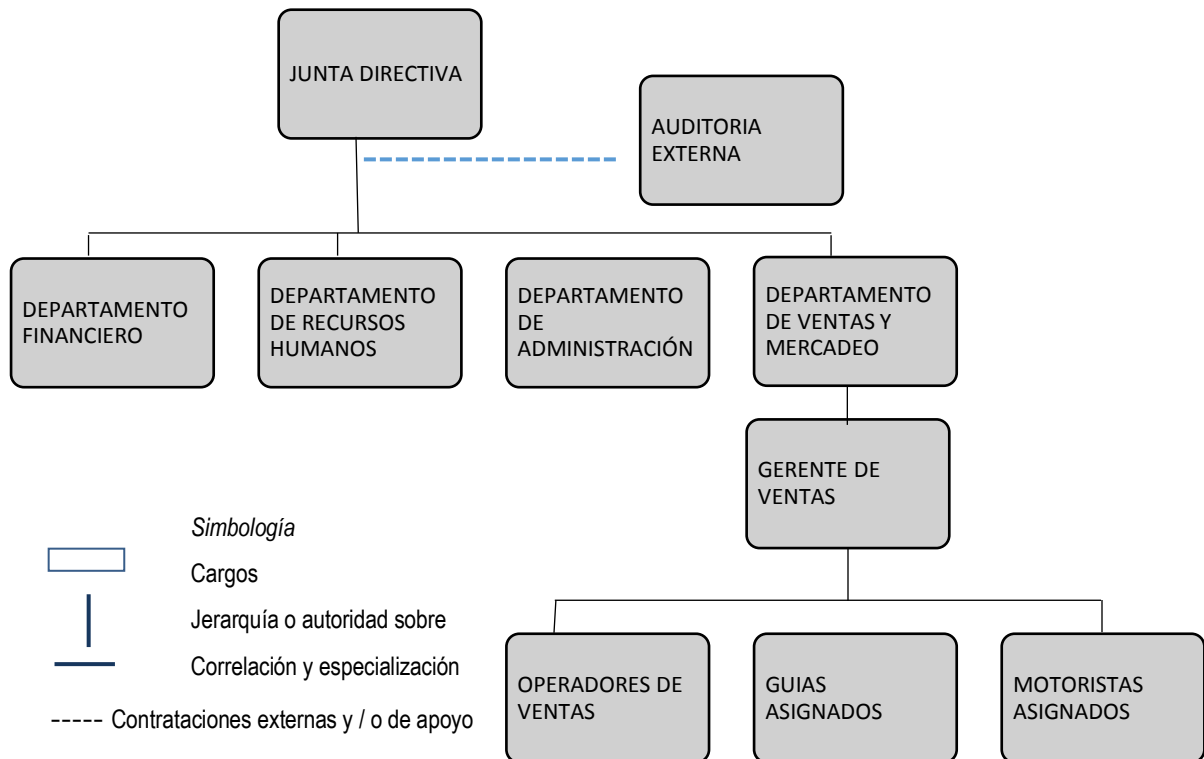 JUNTA DIRECTIVA
AUDITORIA
EXTERNA
DEPARTAMENTO
FINANCIERO
DEPARTAMENTO
DE RECURSOS
HUMANOS
DEPARTAMENTO
DE
ADMINISTRACIÓN
DEPARTAMENTO
DE VENTAS Y
MERCADEO
GERENTE DE
VENTAS
Simbología
Cargos
Jerarquía o autoridad sobre
Correlación y especialización
Contrataciones externas y / o de apoyo
OPERADORES DE
VENTAS
GUIAS
ASIGNADOS
MOTORISTAS
ASIGNADOS